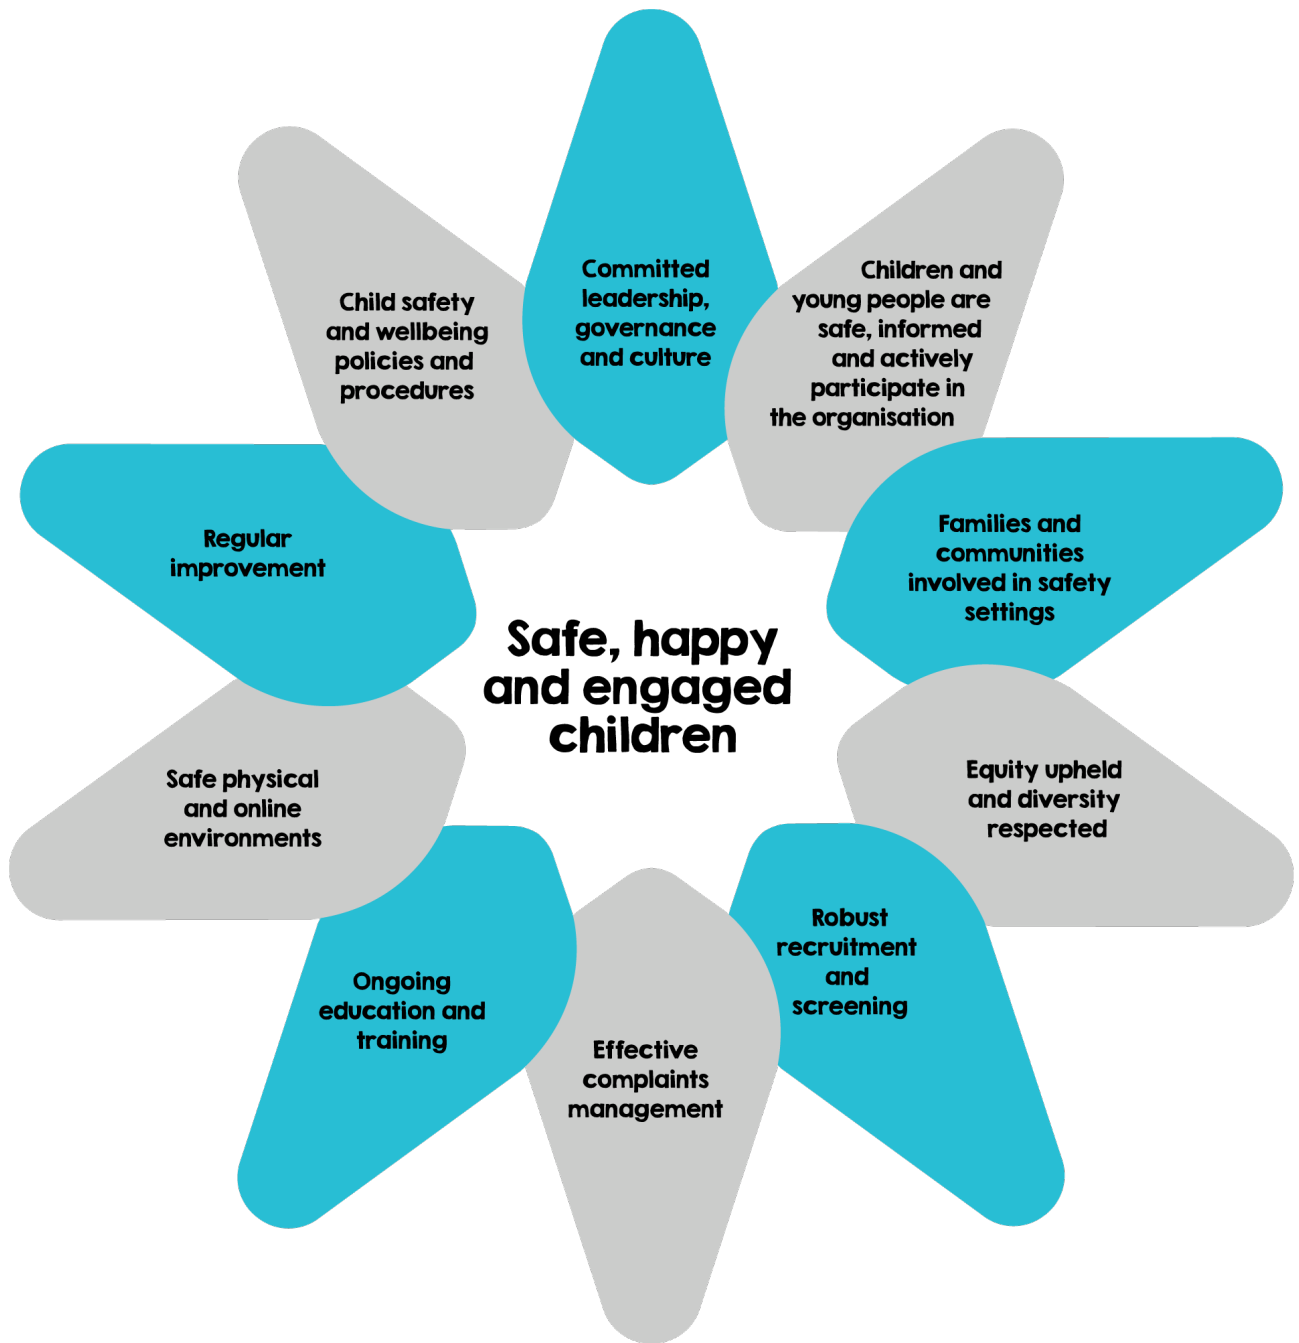 Committed
leadership,
governance
and culture
Children and
young people are
safe, informed
and actively
participate in
the organisation
Families and
communities
involved in safety
settings
Equity upheld
and diversity
respected
Robust
recruitment
and
screening
Effective
complaints
management
Ongoing
education and
training
Safe physical
and online
environments
Regular
improvement
Child safety
and wellbeing
policies and
procedures
Safe, happy
and engaged
children